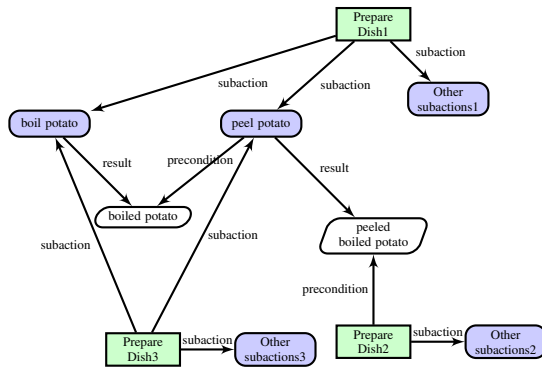 Prepare
Dish1
subaction
subaction
subaction
Other
subactions1
boil potato
peel potato
result
precondition
result
boiled potato
peeled
boiled potato
subaction
subaction
precondition
Prepare
Dish3
subaction
Other
subactions3
Prepare
Dish2
subaction
Other
subactions2